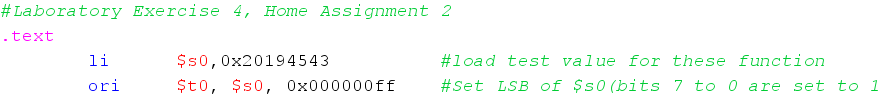 #Laboratory Exercise 4, Home Assignment 2
.text
li $s0,0x20194543 #load test value for these function
ori $t0, $s0, 0x000000ff #Set LSB of $s0(bits 7 to 0 are set to 1